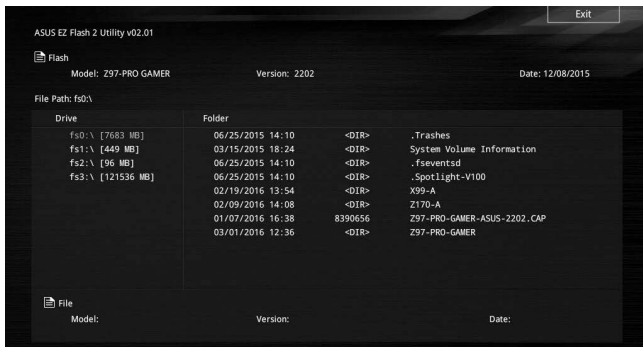 Exit
ASUS EZ Flash 2 Utility v02.01
Flash
Model: Z97-PRO GAMER Version: 2202 Date: 12/08/2015
File Path: fs0:\
Drive Folder
fs0:\ [7683 MB] 06/25/2015 14:10 <DIR> .Trashes
fs1:\ [449 MB] 03/15/2015 18:24 <DIR> System Volume Information
fs2:\ [96 MB] 06/25/2015 14:10 <DIR> .fseventsd
fs3:\ [121536 MB] 06/25/2015 14:10 <DIR> .Spotlight-V100
02/19/2016 13:54 <DIR> X99-A
02/09/2016 14:08 <DIR> Z170-A
01/07/2016 16:38 8390656 Z97-PRO-GAMER-ASUS-2202.CAP
03/01/2016 12:36 <DIR> Z97-PRO-GAMER
File
Model: Version: Date: